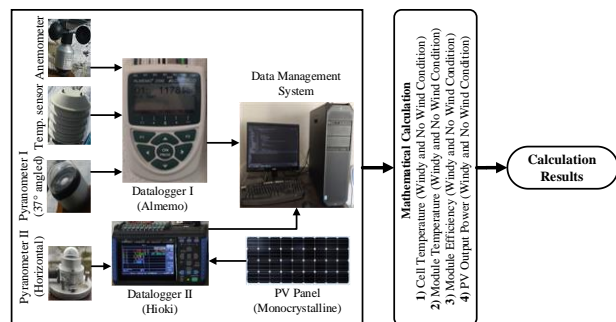 Anemometer
Temp. sensor
Pyranometer I
(37° angled)
Pyranometer II
(Horizontal)
Datalogger I
(Almemo)
Datalogger II
(Hioki)
Data Management
System
PV Panel
(Monocrystalline)
Mathematical Calculation
1) Cell Temperature (Windy and No Wind Condition)
2) Module Temperature (Windy and No Wind Condition)
3) Module Efficiency (Windy and No Wind Condition)
4) PV Output Power (Windy and No Wind Condition)
Calculation
Results